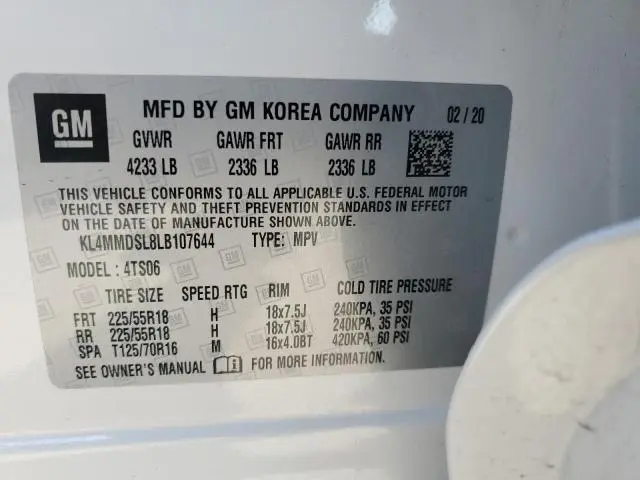 GM
MFD BY GM KOREA COMPANY 02 / 20
GVWR GAWR FRT GAWR RR
4233 LB 2336 LB 2336 LB
THIS VEHICLE CONFORMS TO ALL APPLICABLE U.S. FEDERAL MOTOR
VEHICLE SAFETY AND THEFT PREVENTION STANDARDS IN EFFECT
ON THE DATE OF MANUFACTURE SHOWN ABOVE.
KL4MMDSL8LB107644 TYPE: MPV
MODEL : 4TS06
TIRE SIZE SPEED RTG RIM COLD TIRE PRESSURE
FRT 225/55R18 H 18x7.5J 240KPA, 35 PSI
RR 225/55R18 H 18x7.5J 240KPA, 35 PSI
SPA T125/70R16 M 16x4.0BT 420KPA, 60 PSI
SEE OWNER'S MANUAL FOR MORE INFORMATION